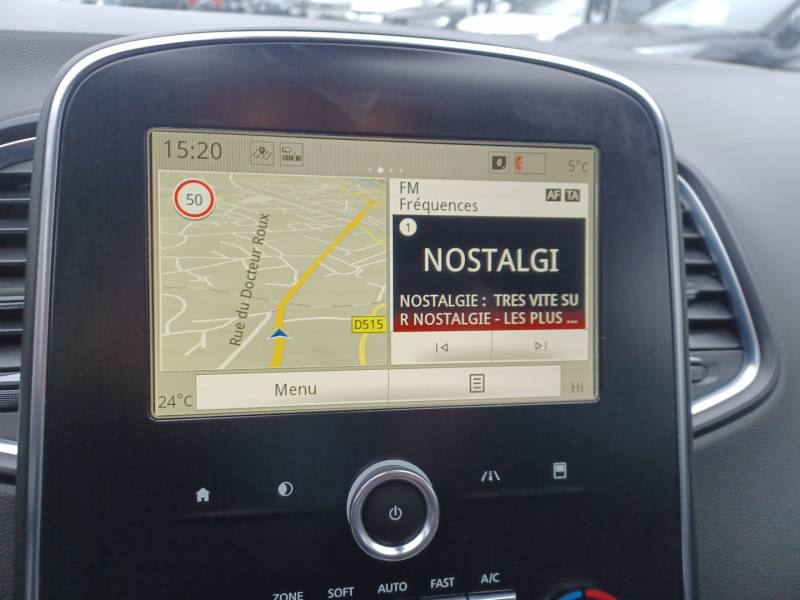 15:20
0
5°C
50
Rue du Docteur Roux
D515
FM
Fréquences
AF TA
1
NOSTALGI
NOSTALGIE : TRES VITE SU
R NOSTALGIE - LES PLUS ...
24°C
Menu
Hi
ZONE SOFT AUTO FAST A/C